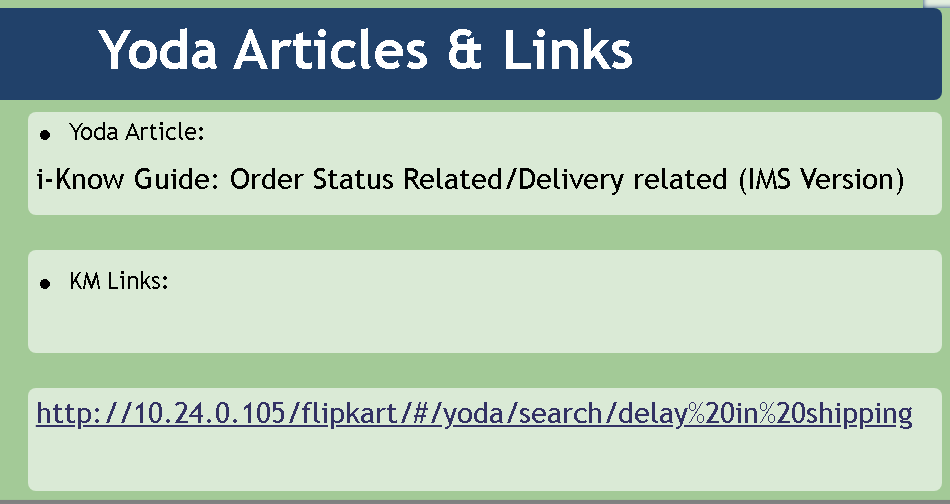 Yoda Articles & Links
• Yoda Article:
i-Know Guide: Order Status Related/Delivery related (IMS Version)
• KM Links:
http://10.24.0.105/flipkart/#/yoda/search/delay%20in%20shipping